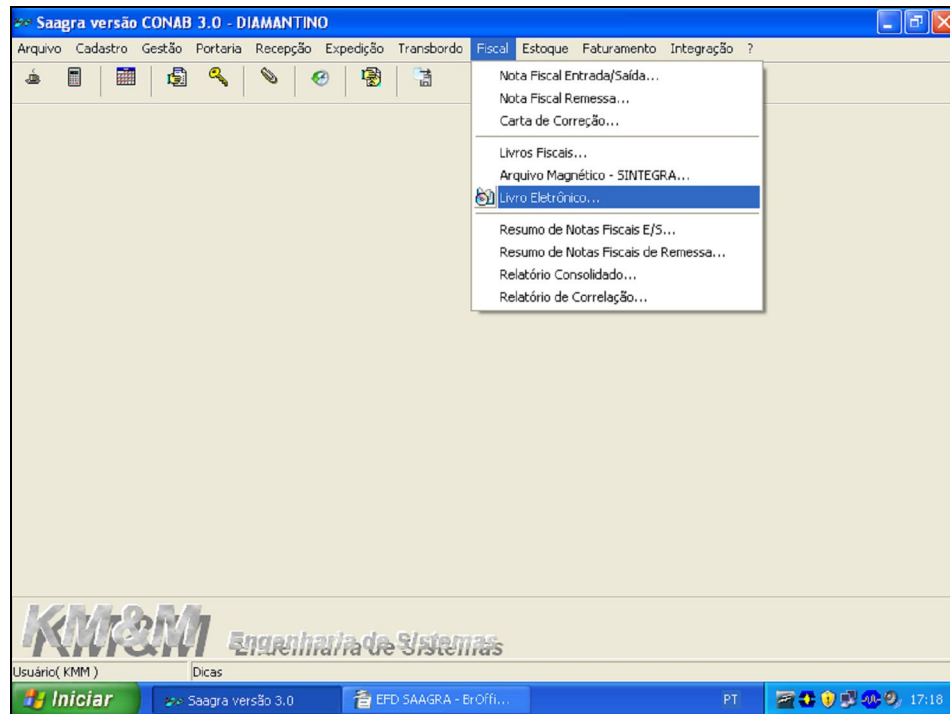 Saagra versão CONAB 3.0 - DIAMANTINO
Arquivo Cadastro Gestão Portaria Recepção Expedição Transbordo Fiscal Estoque Faturamento Integração ?
Nota Fiscal Entrada/Saída...
Nota Fiscal Remessa...
Carta de Correção...
Livros Fiscais...
Arquivo Magnético - SINTEGRA...
Livro Eletrônico...
Resumo de Notas Fiscais E/S...
Resumo de Notas Fiscais de Remessa...
Relatório Consolidado...
Relatório de Correlação...
KM&M Engenharia de Sistemas
Usuário( KMM ) Dicas
Iniciar Saagra versão 3.0 EFD SAAGRA - BrOffi... PT 17:18